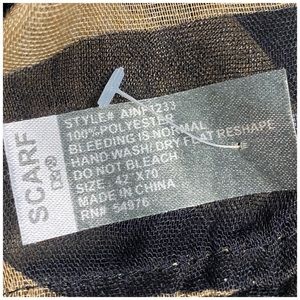 SCARF
STYLE# AINF1233
100%POLYESTER
BLEEDING IS NORMAL
HAND WASH/ DRY FLAT RESHAPE
DO NOT BLEACH
SIZE: 42"X70
MADE IN CHINA
RN# 54976